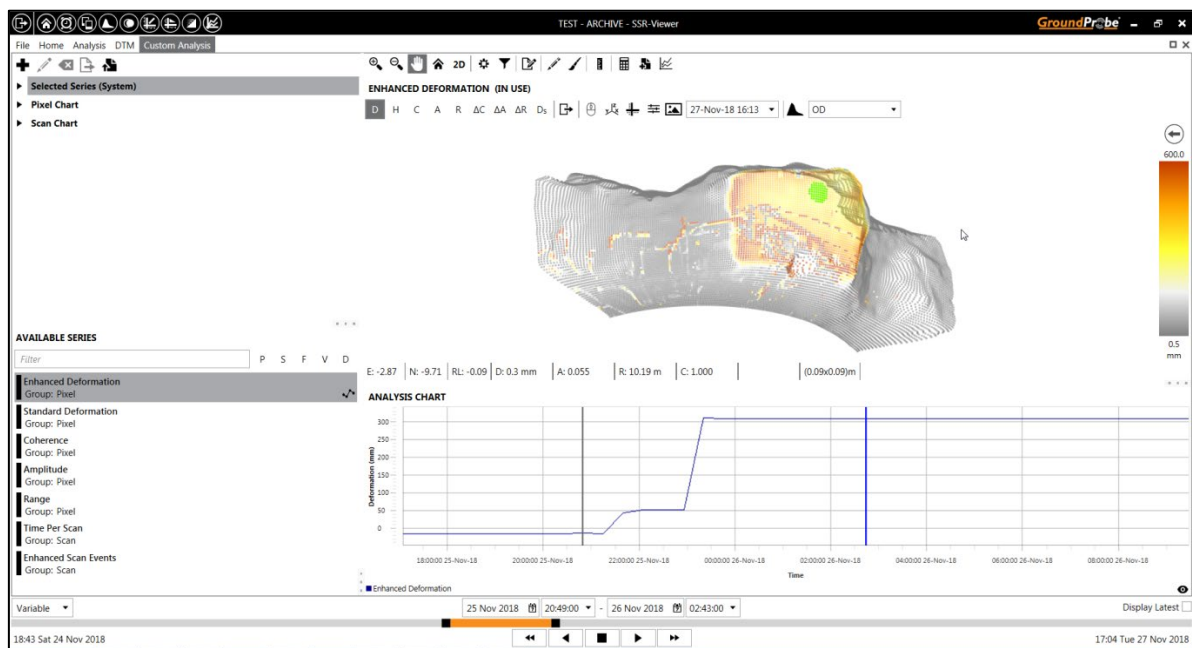 TEST - ARCHIVE - SSR-Viewer
GroundProbe
File Home Analysis DTM Custom Analysis
Selected Series (System)
Pixel Chart
Scan Chart
2D
ENHANCED DEFORMATION (IN USE)
D H C A R ΔC ΔA ΔR Ds 27-Nov-18 16:13 OD
600.0
0.5
mm
AVAILABLE SERIES
Filter P S F V D
Enhanced Deformation
Group: Pixel
Standard Deformation
Group: Pixel
Coherence
Group: Pixel
Amplitude
Group: Pixel
Range
Group: Pixel
Time Per Scan
Group: Scan
Enhanced Scan Events
Group: Scan
E: -2.87 N: -9.71 RL: -0.09 D: 0.3 mm A: 0.055 R: 10.19 m C: 1.000 (0.09x0.09)m
ANALYSIS CHART
Deformation (mm)
300
250
200
150
100
50
0
18:00:00 25-Nov-18 20:00:00 25-Nov-18 22:00:00 25-Nov-18 00:00:00 26-Nov-18 02:00:00 26-Nov-18 04:00:00 26-Nov-18 06:00:00 26-Nov-18 08:00:00 26-Nov-18
Time
Enhanced Deformation
Variable 25 Nov 2018 20:49:00 - 26 Nov 2018 02:43:00 Display Latest
18:43 Sat 24 Nov 2018 17:04 Tue 27 Nov 2018